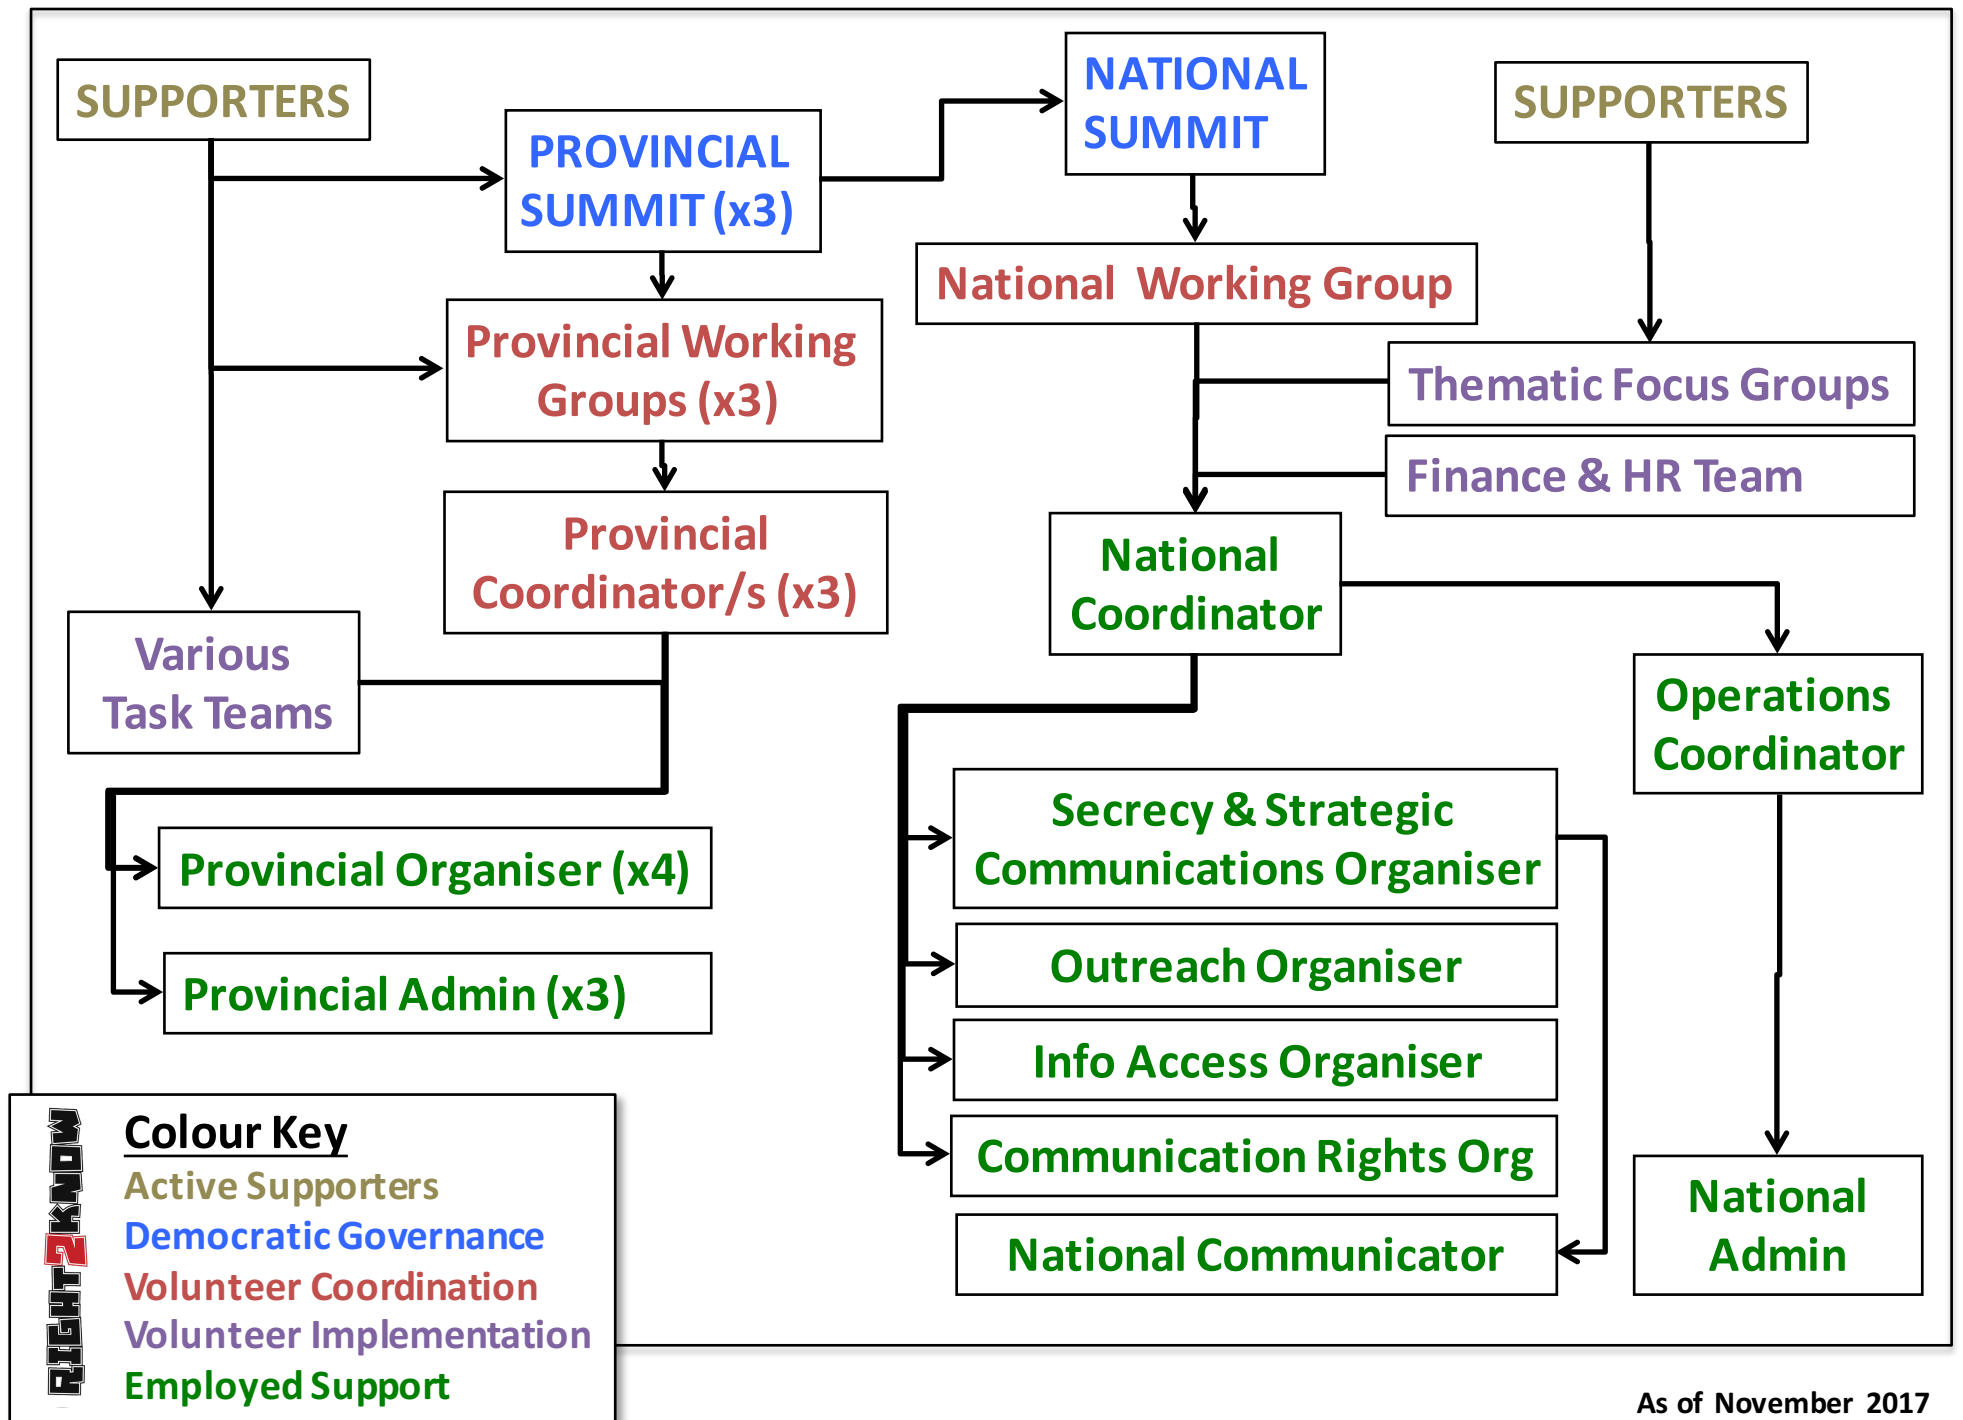 SUPPORTERS
PROVINCIAL
SUMMIT (x3)
NATIONAL
SUMMIT
SUPPORTERS
National Working Group
Provincial Working
Groups (x3)
Thematic Focus Groups
Finance & HR Team
Provincial
Coordinator/s (x3)
National
Coordinator
Various
Task Teams
Operations
Coordinator
Secrecy & Strategic
Communications Organiser
Provincial Organiser (x4)
Outreach Organiser
Provincial Admin (x3)
Info Access Organiser
Communication Rights Org
National Communicator
National
Admin
RIGHT2KNOW
Colour Key
Active Supporters
Democratic Governance
Volunteer Coordination
Volunteer Implementation
Employed Support
As of November 2017